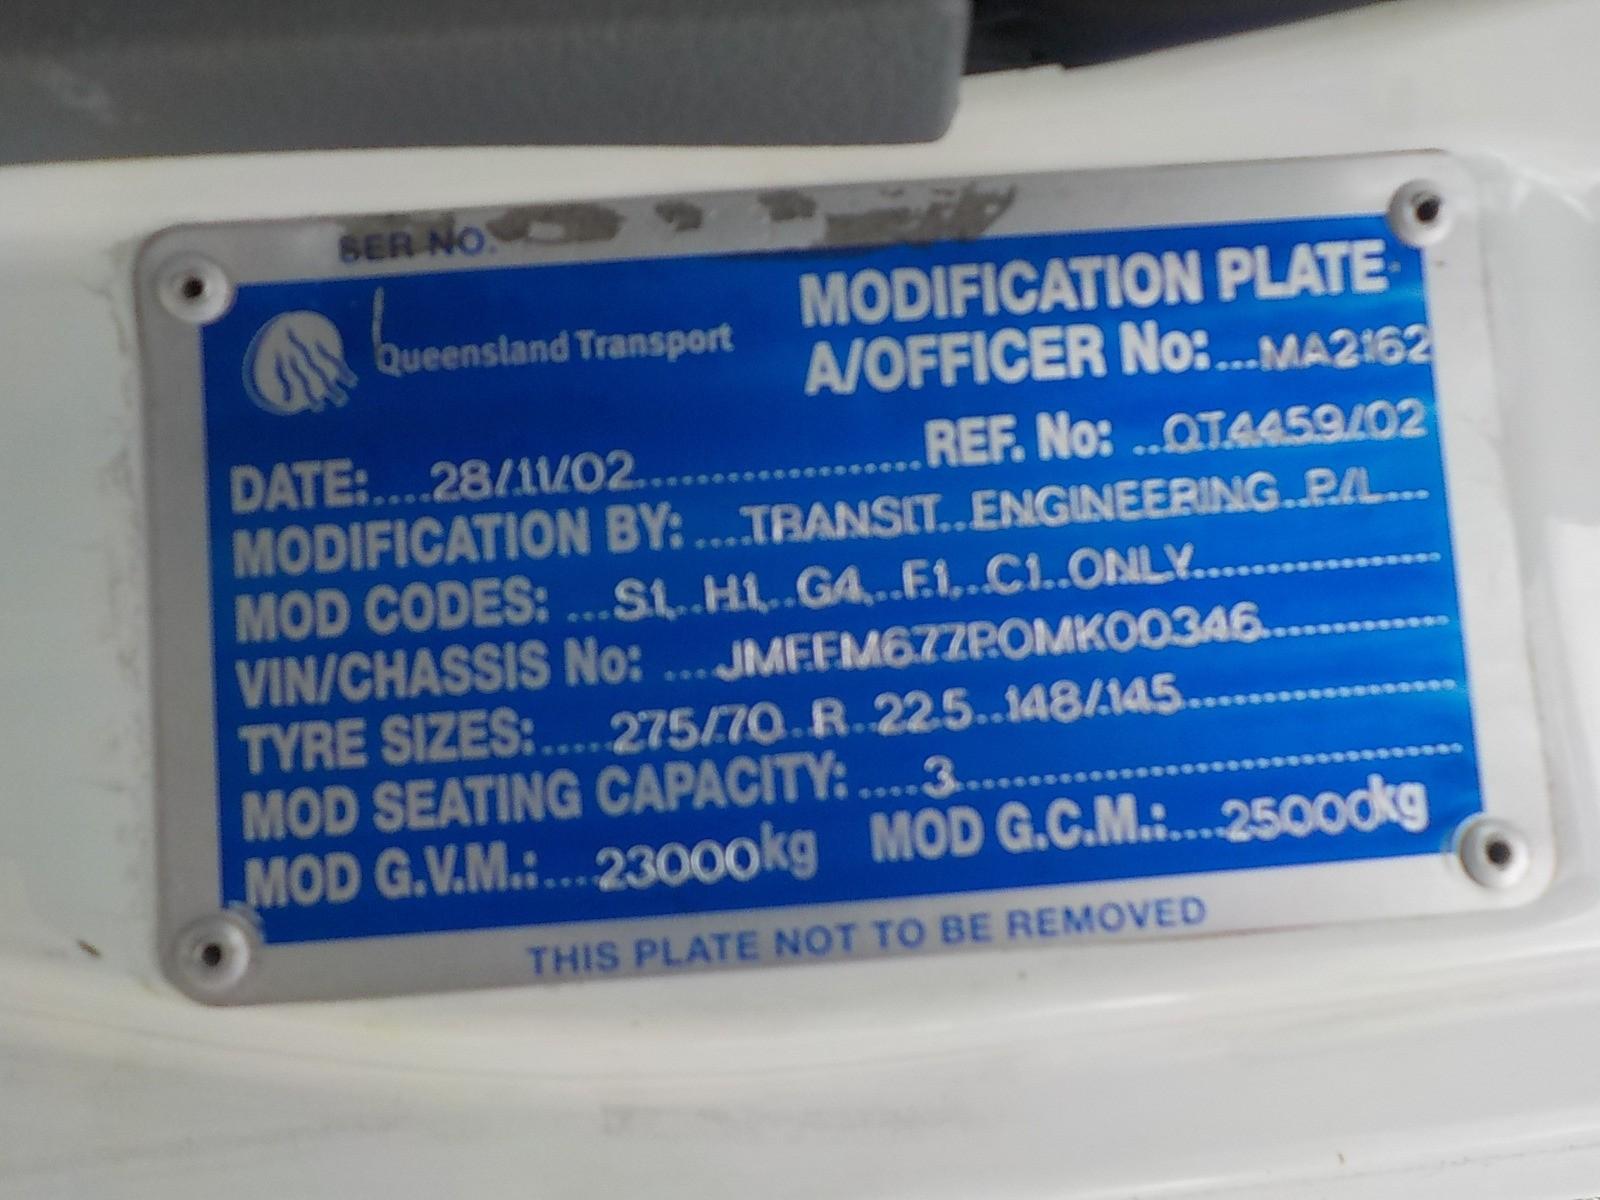 SER NO.
MODIFICATION PLATE
Queensland Transport
A/OFFICER No:...MA2162
DATE:....28/11/02...................REF. No: ...QT4459/02
MODIFICATION BY: ....TRANSIT..ENGINEERING..P/L....
MOD CODES: ...S1,..H1,..G4,..F1,..C1..ONLY....................
VIN/CHASSIS No: ...JMFFM677POMK00346...............
TYRE SIZES:.....275/70..R..22.5..148/145......................
MOD SEATING CAPACITY: ....3.......................................
MOD G.V.M.:....23000kg MOD G.C.M.:....25000kg
THIS PLATE NOT TO BE REMOVED